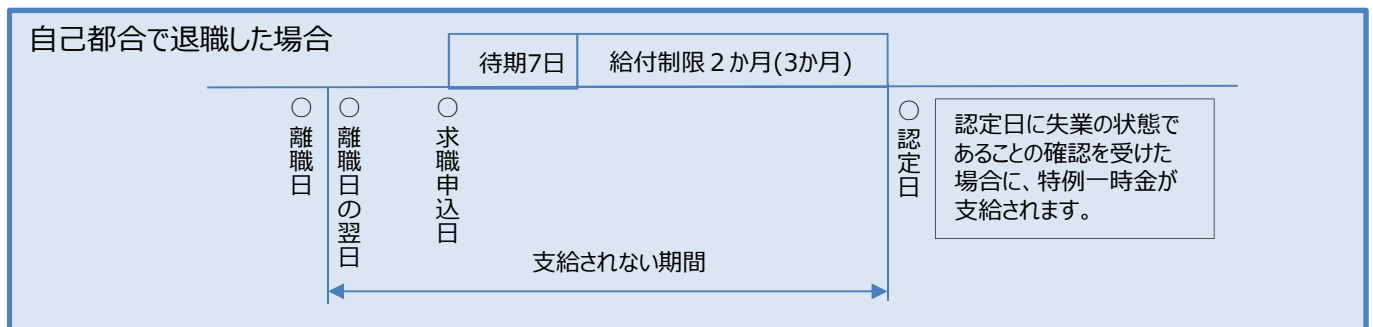 自己都合で退職した場合
待期7日
給付制限２か月(3か月)
○離職日
○離職日の翌日
○求職申込日
○認定日
認定日に失業の状態で
あることの確認を受けた
場合に、特例一時金が
支給されます。
支給されない期間